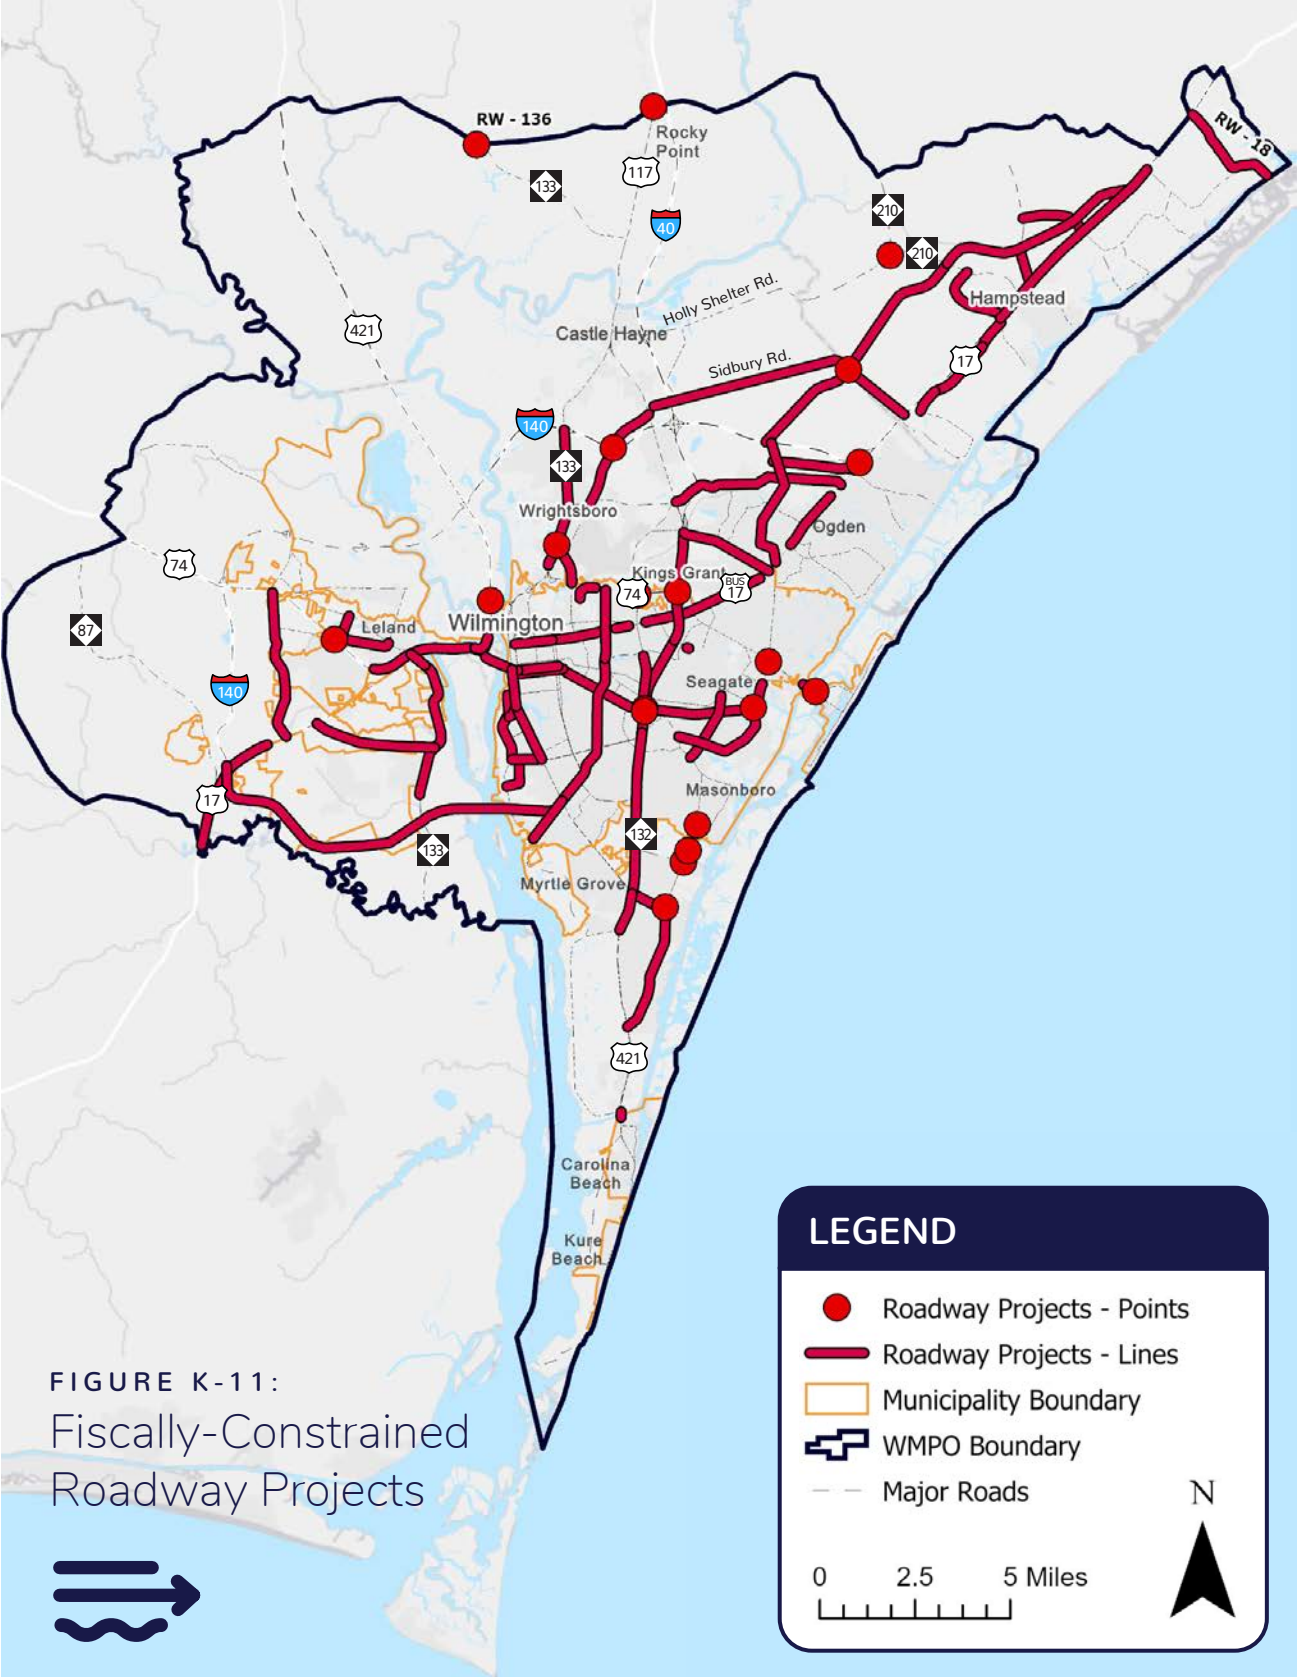 RW - 136
Rocky
Point
RW - 18
133
117
40
210
210
Holly Shelter Rd.
Hampstead
421
Castle Hayne
Sidbury Rd.
17
140
133
Wrightsboro
Ogden
74
Kings Grant
74
BUS
17
87
Leland
Wilmington
140
Seagate
17
Masonboro
132
133
Myrtle Grove
421
Carolina
Beach
Kure
Beach
FIGURE K-11:
Fiscally-Constrained
Roadway Projects
LEGEND
Roadway Projects - Points
Roadway Projects - Lines
Municipality Boundary
WMPO Boundary
Major Roads
N
0 2.5 5 Miles